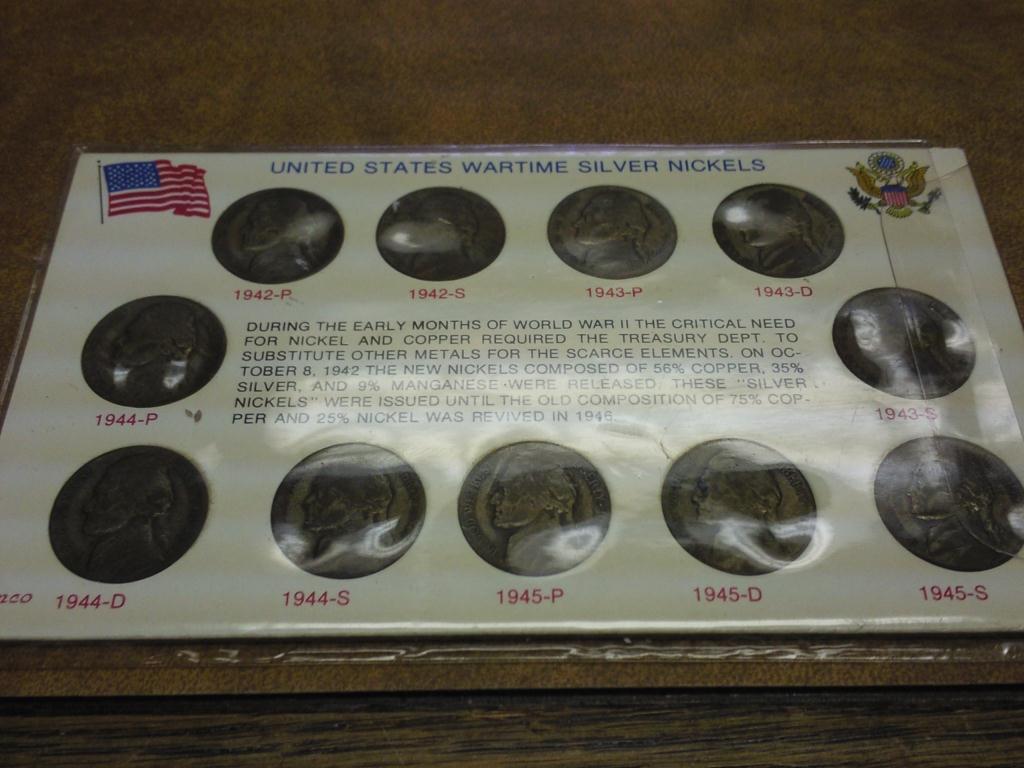 UNITED STATES WARTIME SILVER NICKELS
1942-P 1942-S 1943-P 1943-D
DURING THE EARLY MONTHS OF WORLD WAR II THE CRITICAL NEED
FOR NICKEL AND COPPER REQUIRED THE TREASURY DEPT. TO
SUBSTITUTE OTHER METALS FOR THE SCARCE ELEMENTS. ON OC-
TOBER 8, 1942 THE NEW NICKELS COMPOSED OF 56% COPPER, 35%
SILVER, AND 9% MANGANESE WERE RELEASED. THESE "SILVER
NICKELS" WERE ISSUED UNTIL THE OLD COMPOSITION OF 75% COP-
PER AND 25% NICKEL WAS REVIVED IN 1946.
1944-P 1943-S
1944-D 1944-S 1945-P 1945-D 1945-S